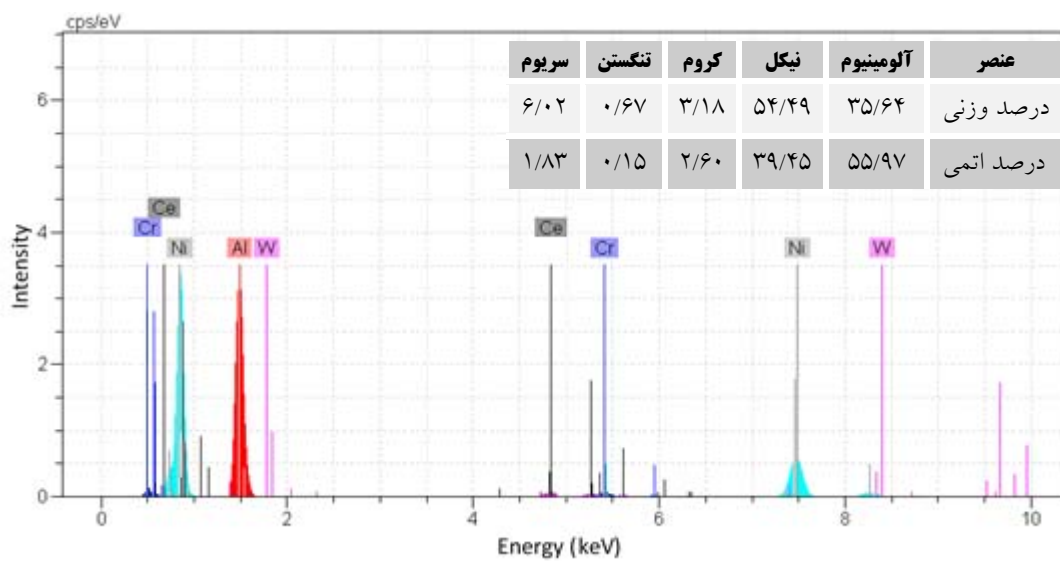 cps/eV
عنصر آلومینیوم نیکل کروم تنگستن سریوم
درصد وزنی ۳۵/۶۴ ۵۴/۴۹ ۳/۱۸ ۰/۶۷ ۶/۰۲
درصد اتمی ۵۵/۹۷ ۳۹/۴۵ ۲/۶۰ ۰/۱۵ ۱/۸۳
6
4
2
0
Intensity
Ce
Cr Ni Al W
Ce
Cr Ni W
0 2 4 6 8 10
Energy (keV)